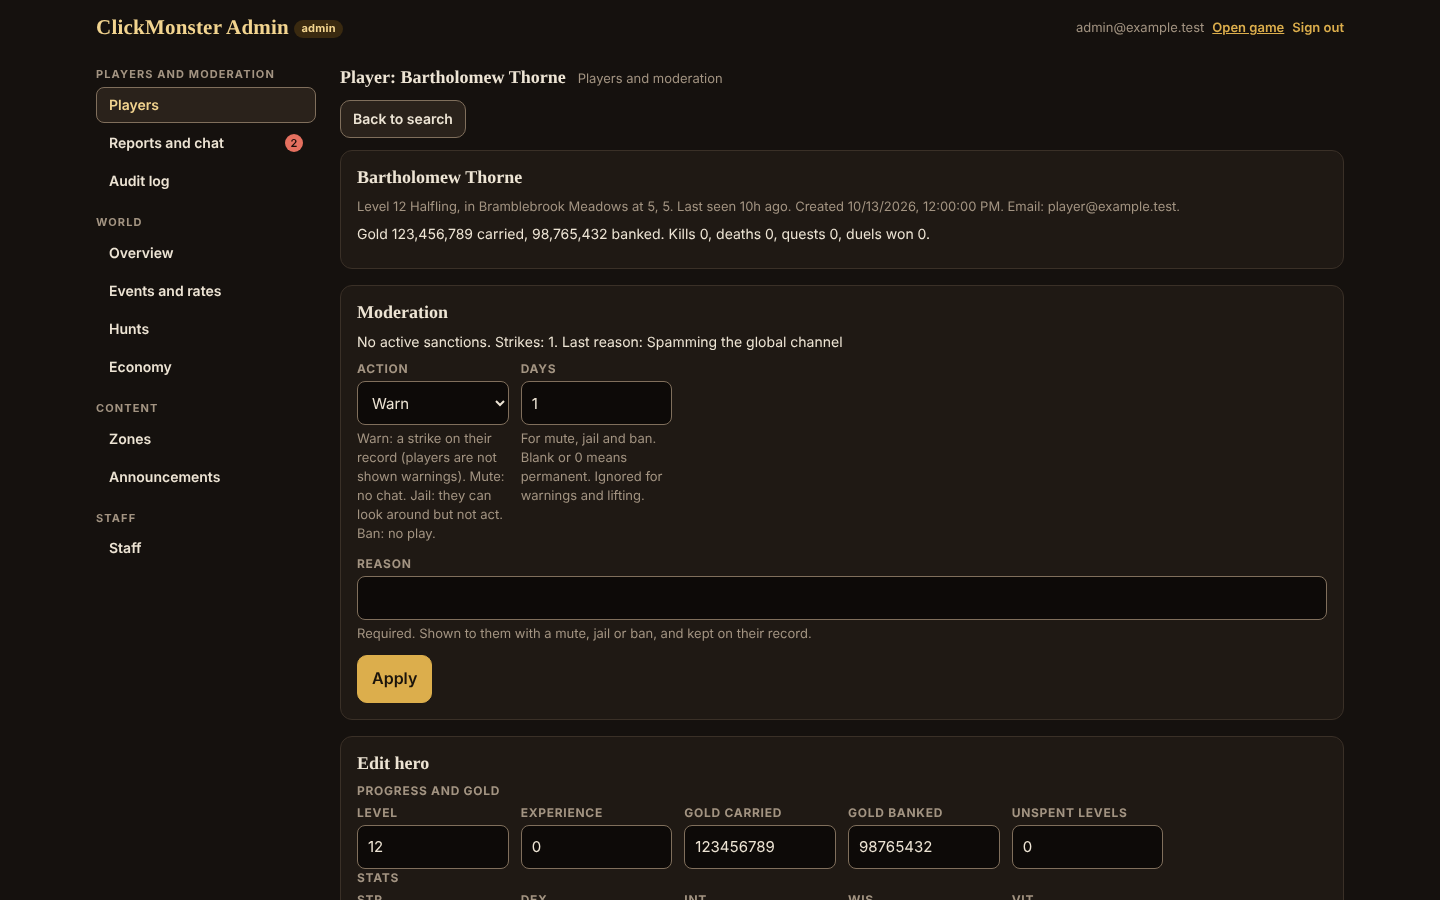 ClickMonster Admin admin
admin@example.test Open game Sign out
PLAYERS AND MODERATION
Players
Reports and chat 2
Audit log
WORLD
Overview
Events and rates
Hunts
Economy
CONTENT
Zones
Announcements
STAFF
Staff
Player: Bartholomew Thorne Players and moderation
Back to search
Bartholomew Thorne
Level 12 Halfling, in Bramblebrook Meadows at 5, 5. Last seen 10h ago. Created 10/13/2026, 12:00:00 PM. Email: player@example.test.
Gold 123,456,789 carried, 98,765,432 banked. Kills 0, deaths 0, quests 0, duels won 0.
Moderation
No active sanctions. Strikes: 1. Last reason: Spamming the global channel
ACTION
Warn
Warn: a strike on their
record (players are not
shown warnings). Mute:
no chat. Jail: they can
look around but not act.
Ban: no play.
DAYS
1
For mute, jail and ban.
Blank or 0 means
permanent. Ignored for
warnings and lifting.
REASON
Required. Shown to them with a mute, jail or ban, and kept on their record.
Apply
Edit hero
PROGRESS AND GOLD
LEVEL EXPERIENCE GOLD CARRIED GOLD BANKED UNSPENT LEVELS
12 0 123456789 98765432 0
STATS
STR DEX INT WIS VIT